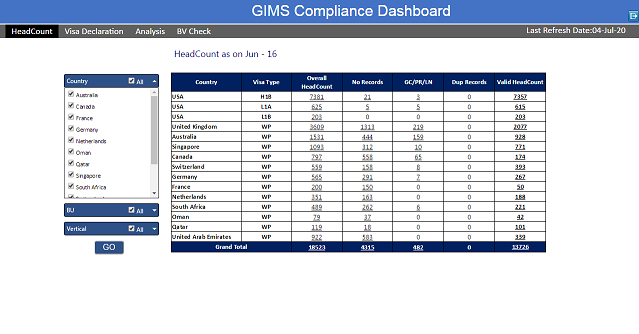 GIMS Compliance Dashboard
HeadCount Visa Declaration Analysis BV Check Last Refresh Date:04-Jul-20
HeadCount as on Jun - 16
Country All
Australia
Canada
France
Germany
Netherlands
Oman
Qatar
Singapore
South Africa
BU All
Vertical All
GO
Country Visa Type Overall HeadCount No Records GC/PR/LN Dup Records Valid HeadCount
USA H1B 7381 21 3 0 7357
USA L1A 625 5 5 0 615
USA L1B 203 0 0 0 203
United Kingdom WP 3609 1313 219 0 2077
Australia WP 1531 444 159 0 928
Singapore WP 1093 312 10 0 771
Canada WP 797 558 65 0 174
Switzerland WP 559 158 8 0 393
Germany WP 565 291 7 0 267
France WP 200 150 0 0 50
Netherlands WP 351 163 0 0 188
South Africa WP 489 262 6 0 221
Oman WP 79 37 0 0 42
Qatar WP 119 18 0 0 101
United Arab Emirates WP 922 583 0 0 339
Grand Total 18523 4315 482 0 13726